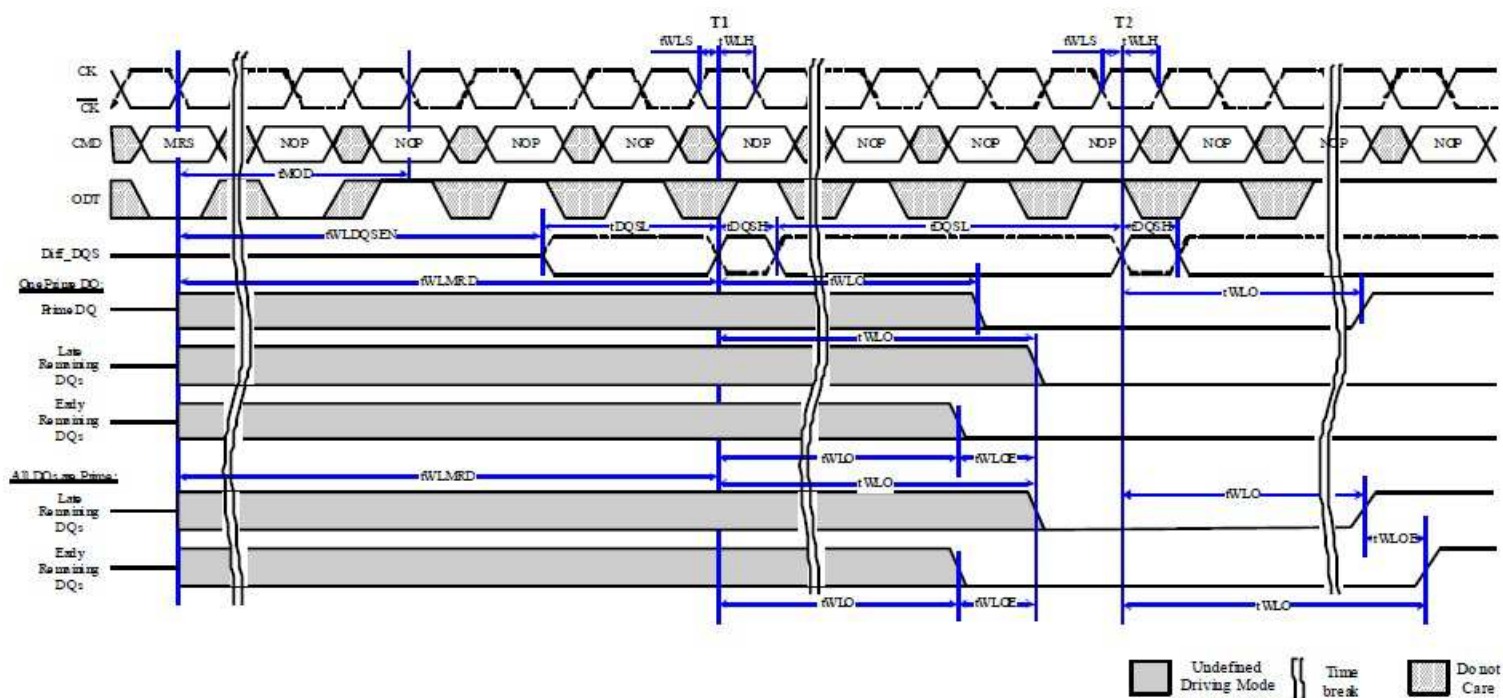 T1 T2
tWLS tWLH tWLS tWLH
CK
CK
CMD MRS NOP NOP NOP NOP NOP NOP NOP NOP NOP NOP NOP
tMOD
ODT
tWLDQSEN tDQSL tDQSH tDQSL tDQSH
Diff_DQS
One Prime DQ: tWLMRD tWLO
tWLO
Prime DQ
tWLO
Late
Remaining
DQs
Early
Remaining
DQs
tWLO tWLOE
All DQs are Prime: tWLMRD tWLO
tWLO
Late
Remaining
DQs
tWLOE
Early
Remaining
DQs
tWLO tWLOE tWLO
Undefined
Driving Mode
Time
break
Do not
Care